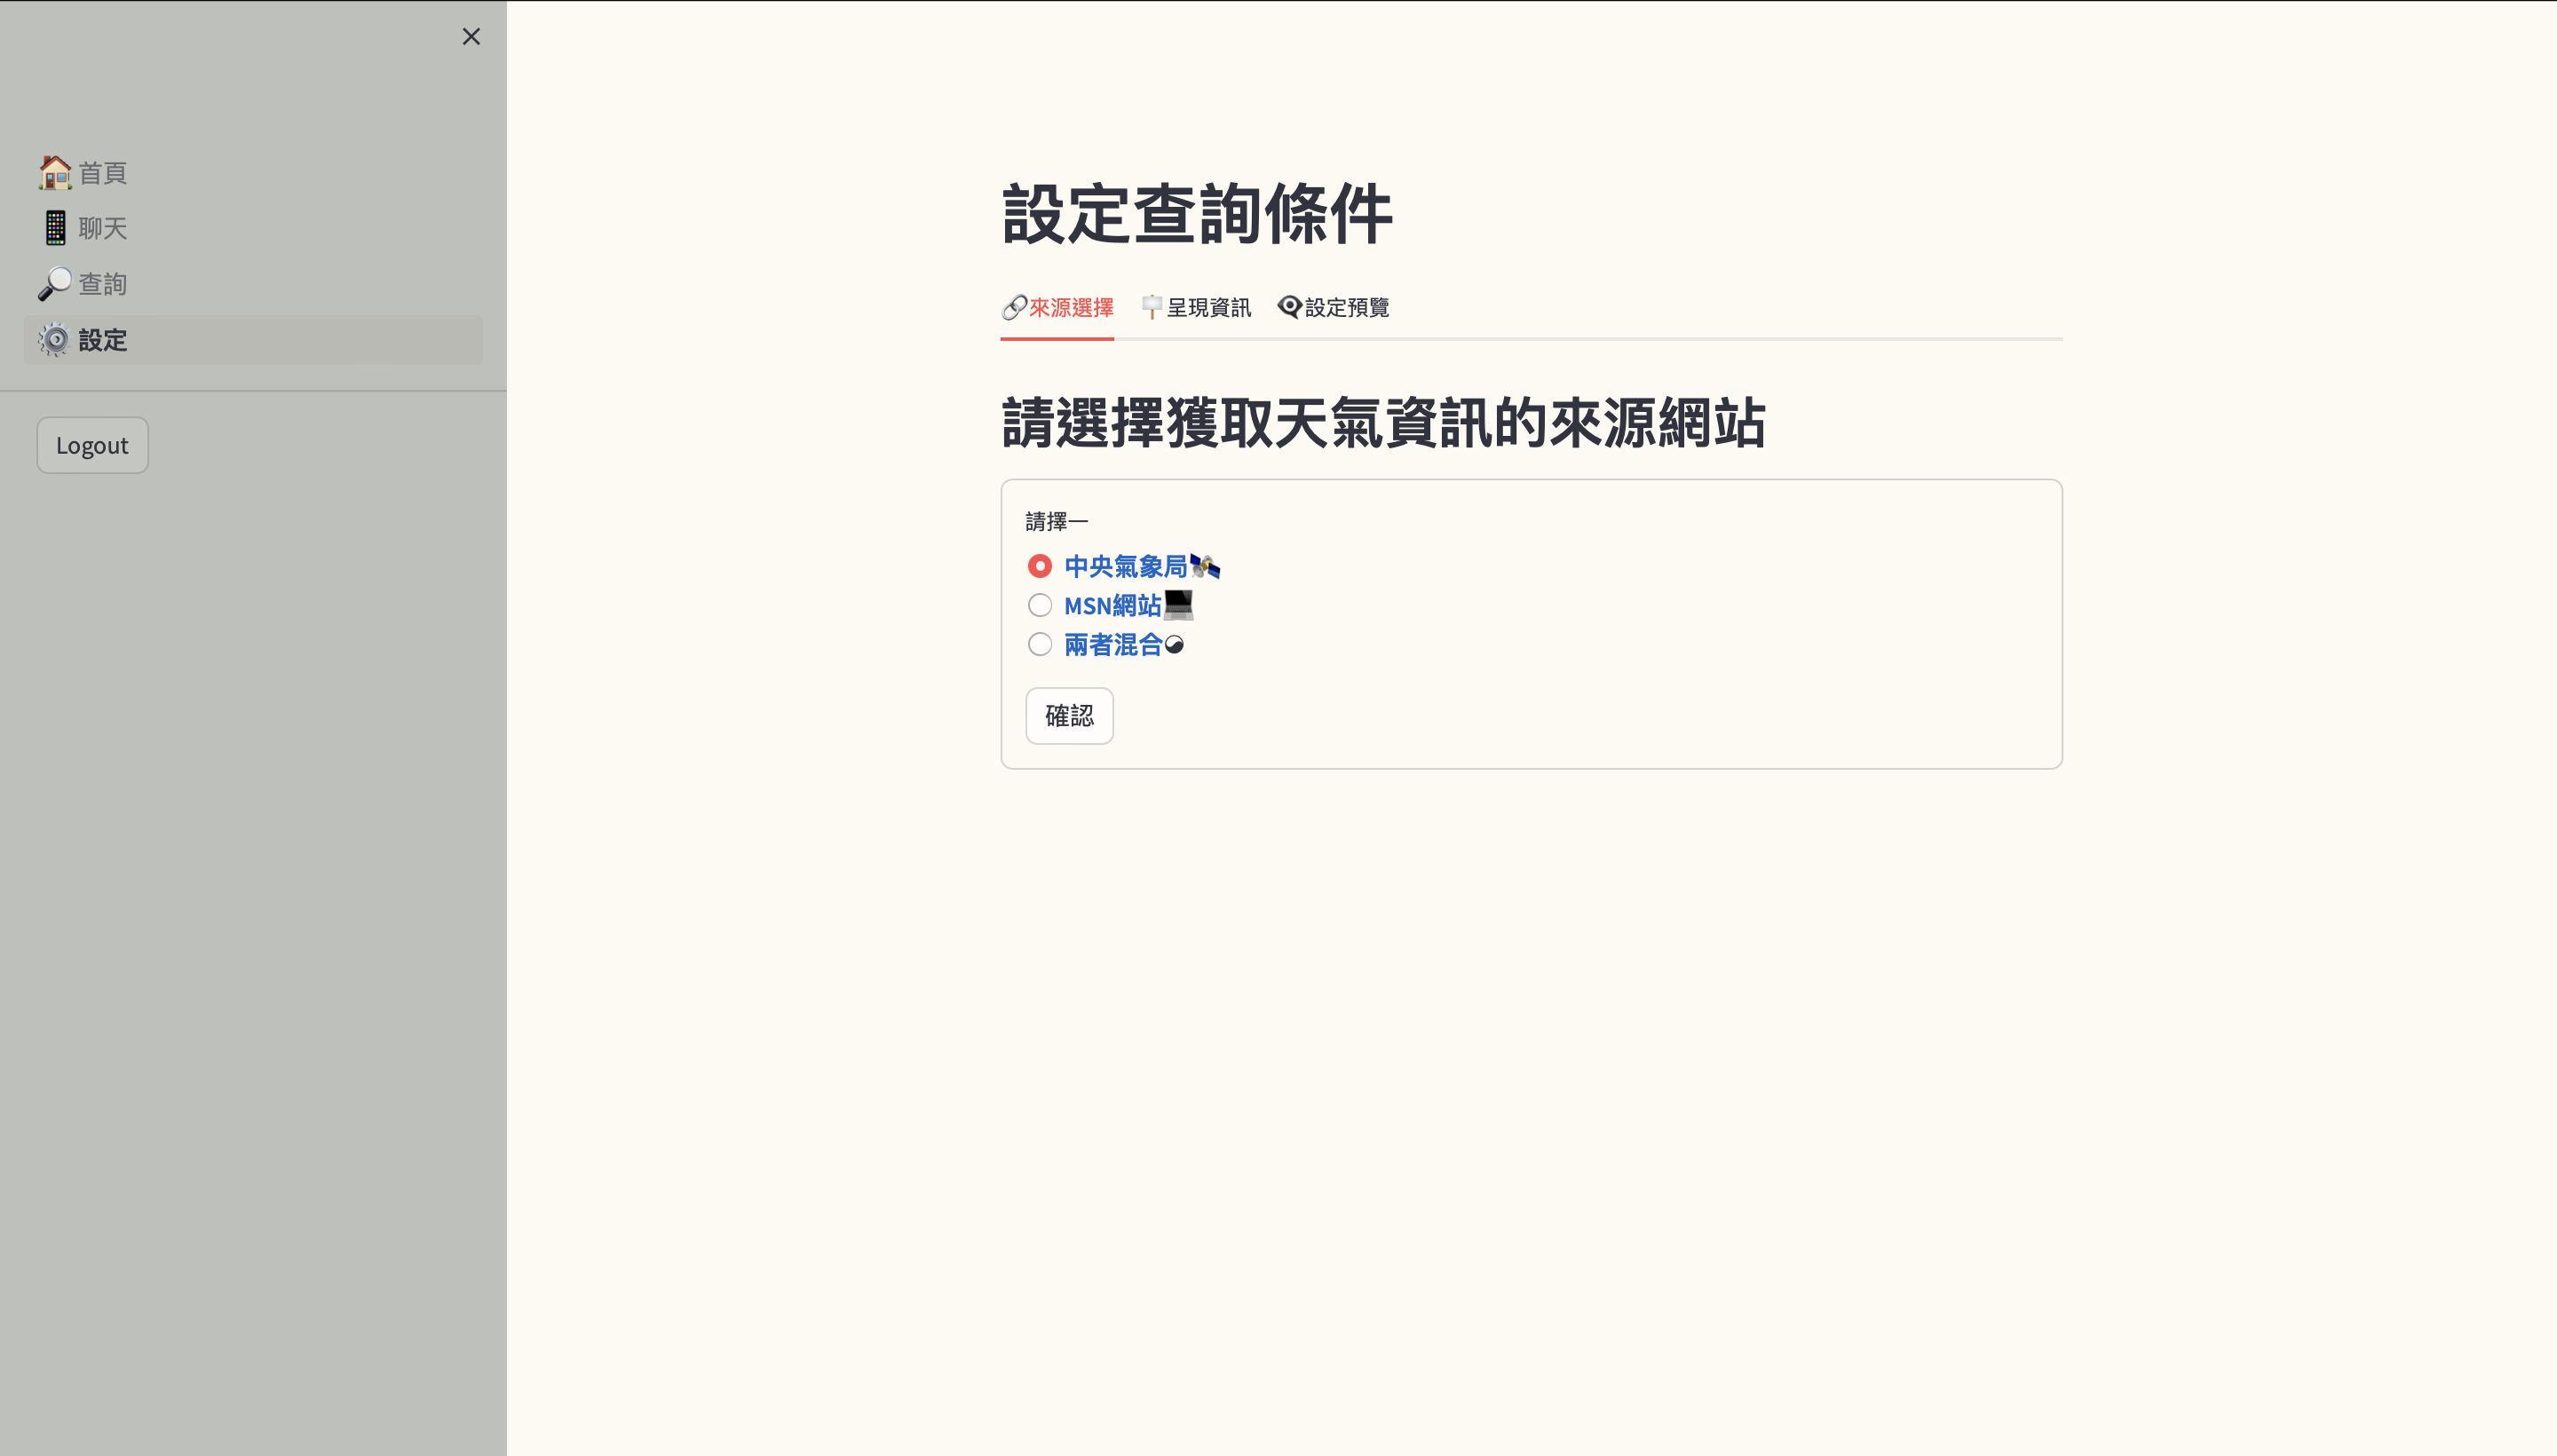 首頁
聊天
查詢
設定
Logout
設定查詢條件
來源選擇 呈現資訊 設定預覽
請選擇獲取天氣資訊的來源網站
請擇一
中央氣象局
MSN網站
兩者混合
確認